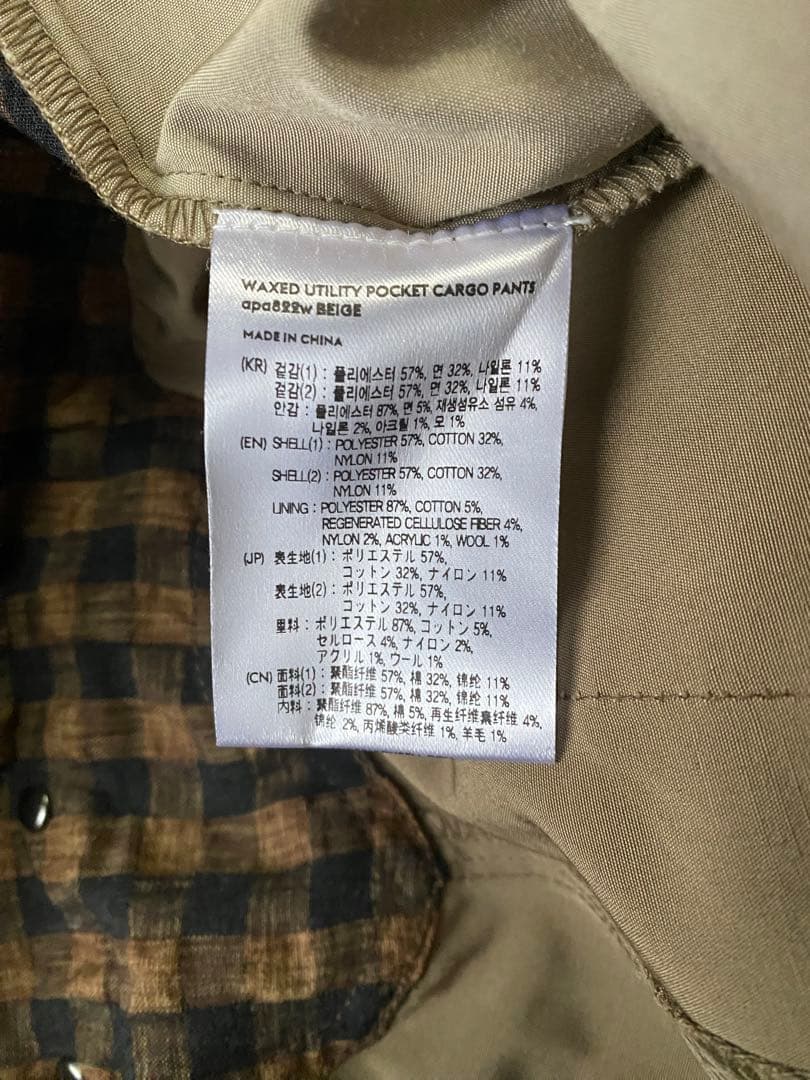 WAXED UTILITY POCKET CARGO PANTS
apa822w BEIGE
MADE IN CHINA
(KR) 겉감(1) : 폴리에스터 57%, 면 32%, 나일론 11%
겉감(2) : 폴리에스터 57%, 면 32%, 나일론 11%
안감 : 폴리에스터 87%, 면 5%, 재생섬유소 섬유 4%,
나일론 2%, 아크릴 1%, 모 1%
(EN) SHELL(1) : POLYESTER 57%, COTTON 32%,
NYLON 11%
SHELL(2) : POLYESTER 57%, COTTON 32%,
NYLON 11%
LINING : POLYESTER 87%, COTTON 5%,
REGENERATED CELLULOSE FIBER 4%,
NYLON 2%, ACRYLIC 1%, WOOL 1%
(JP) 表生地(1) : ポリエステル 57%,
コットン 32%, ナイロン 11%
表生地(2) : ポリエステル 57%,
コットン 32%, ナイロン 11%
里料 : ポリエステル 87%, コットン 5%,
セルロース 4%, ナイロン 2%,
アクリル 1%, ウール 1%
(CN) 面料(1) : 聚酯纤维 57%, 棉 32%, 锦纶 11%
面料(2) : 聚酯纤维 57%, 棉 32%, 锦纶 11%
内料 : 聚酯纤维 87%, 棉 5%, 再生纤维素纤维 4%,
锦纶 2%, 丙烯酸类纤维 1%, 羊毛 1%